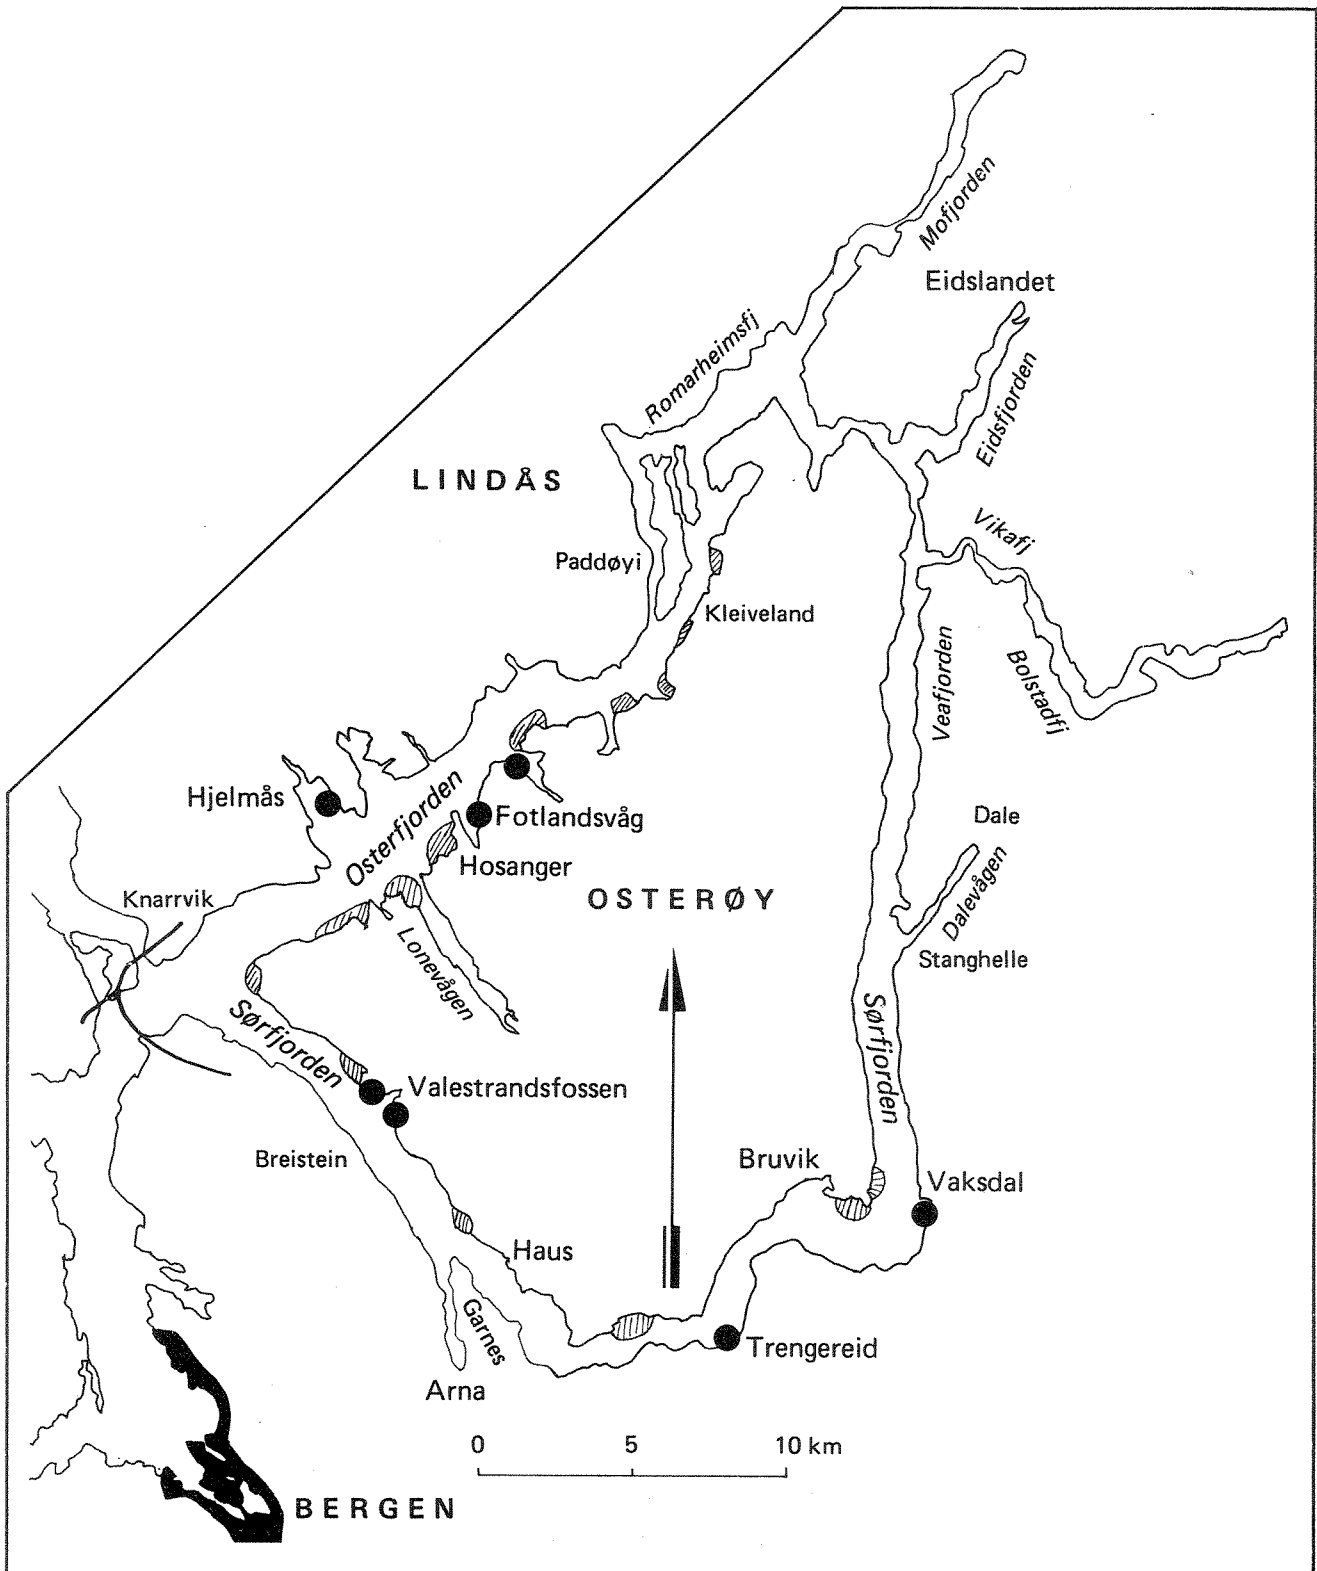 Mofjorden
Eidslandet
Romarheimsfj
Eidsfjorden
LINDÅS
Vikafj
Paddøyi
Kleiveland
Veafjorden
Bolstadfj
Hjelmås
Osterfjorden
Fotlandsvåg
Dale
Hosanger
Dalevågen
Knarrvik
OSTERØY
Lonevågen
Stanghelle
Sørfjorden
Sørfjorden
Valestrandsfossen
Breistein
Bruvik
Vaksdal
Haus
Garnes
Trengereid
Arna
0 5 10 km
BERGEN